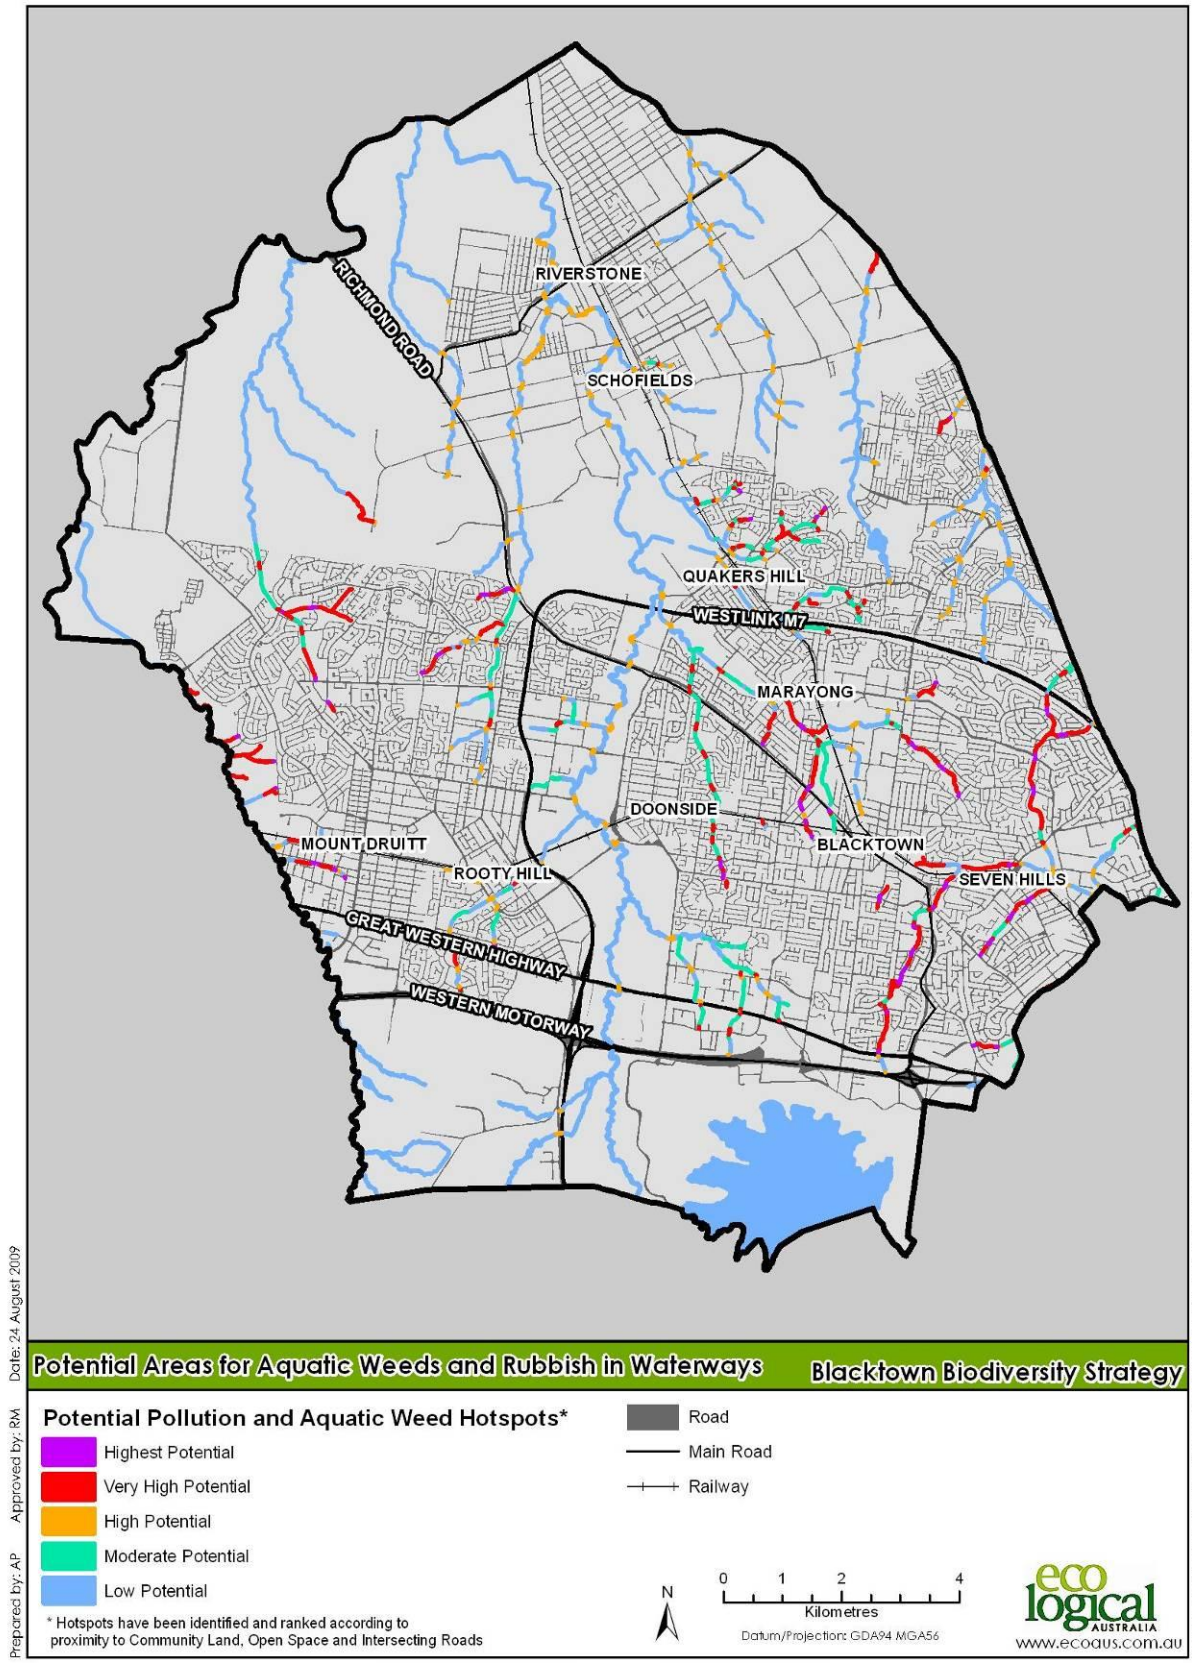 RICHMOND ROAD
RIVERSTONE
SCHOFIELDS
QUAKERS HILL
WESTLINK M7
MARAYONG
DOONSIDE
MOUNT DRUITT
BLACKTOWN
ROOTY HILL
SEVEN HILLS
GREAT WESTERN HIGHWAY
WESTERN MOTORWAY
Prepared by: AP Approved by: RM Date: 24 August 2009
Potential Areas for Aquatic Weeds and Rubbish in Waterways Blacktown Biodiversity Strategy
Potential Pollution and Aquatic Weed Hotspots*
Highest Potential
Very High Potential
High Potential
Moderate Potential
Low Potential
* Hotspots have been identified and ranked according to
proximity to Community Land, Open Space and Intersecting Roads
Road
Main Road
Railway
N
0 1 2 4
Kilometres
Datum/Projection: GDA94 MGA56
eco
logical
AUSTRALIA
www.ecoaus.com.au